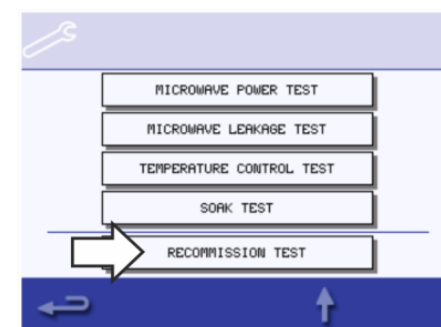 MICROWAVE POWER TEST
MICROWAVE LEAKAGE TEST
TEMPERATURE CONTROL TEST
SOAK TEST
RECOMMISSION TEST